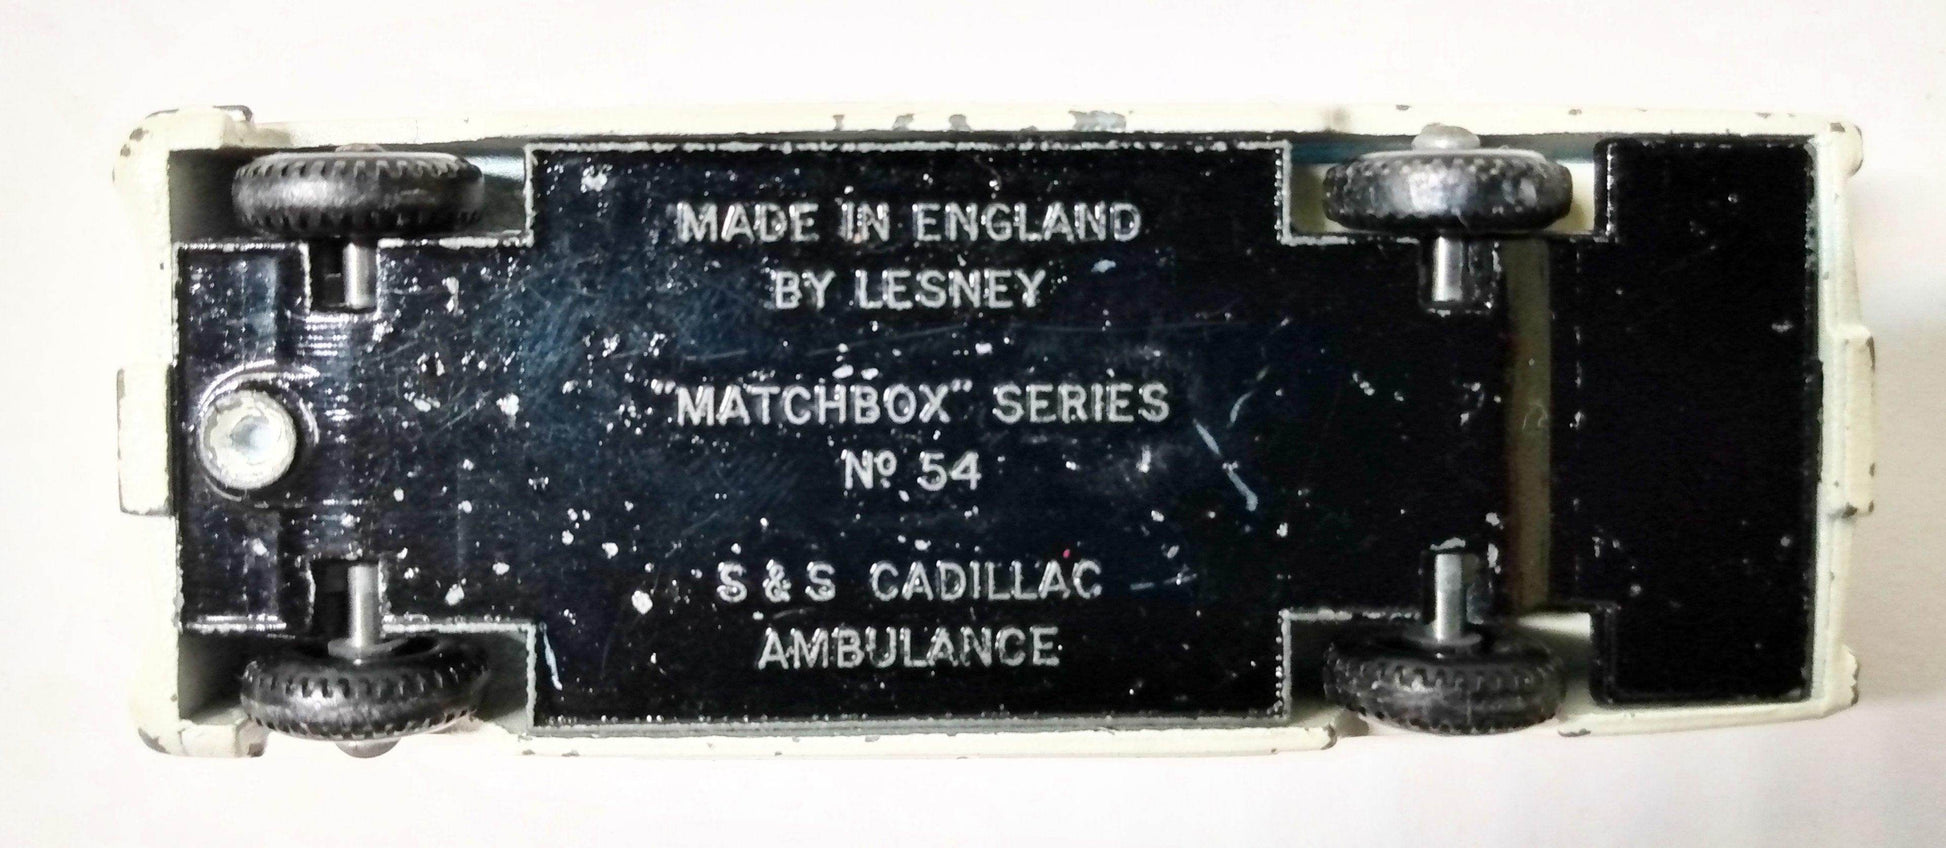 MADE IN ENGLAND
BY LESNEY
"MATCHBOX" SERIES
Nº 54
S & S CADILLAC
AMBULANCE